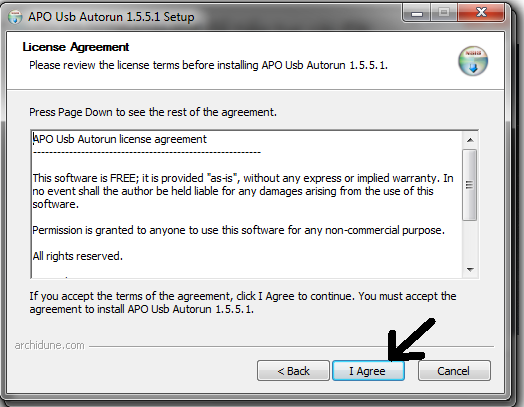 APO Usb Autorun 1.5.5.1 Setup
License Agreement
Please review the license terms before installing APO Usb Autorun 1.5.5.1.
Press Page Down to see the rest of the agreement.
APO Usb Autorun license agreement
------------------------------------------------------
This software is FREE; it is provided "as-is", without any express or implied warranty. In
no event shall the author be held liable for any damages arising from the use of this
software.
Permission is granted to anyone to use this software for any non-commercial purpose.
All rights reserved.
If you accept the terms of the agreement, click I Agree to continue. You must accept the
agreement to install APO Usb Autorun 1.5.5.1.
archidune.com
< Back
I Agree
Cancel